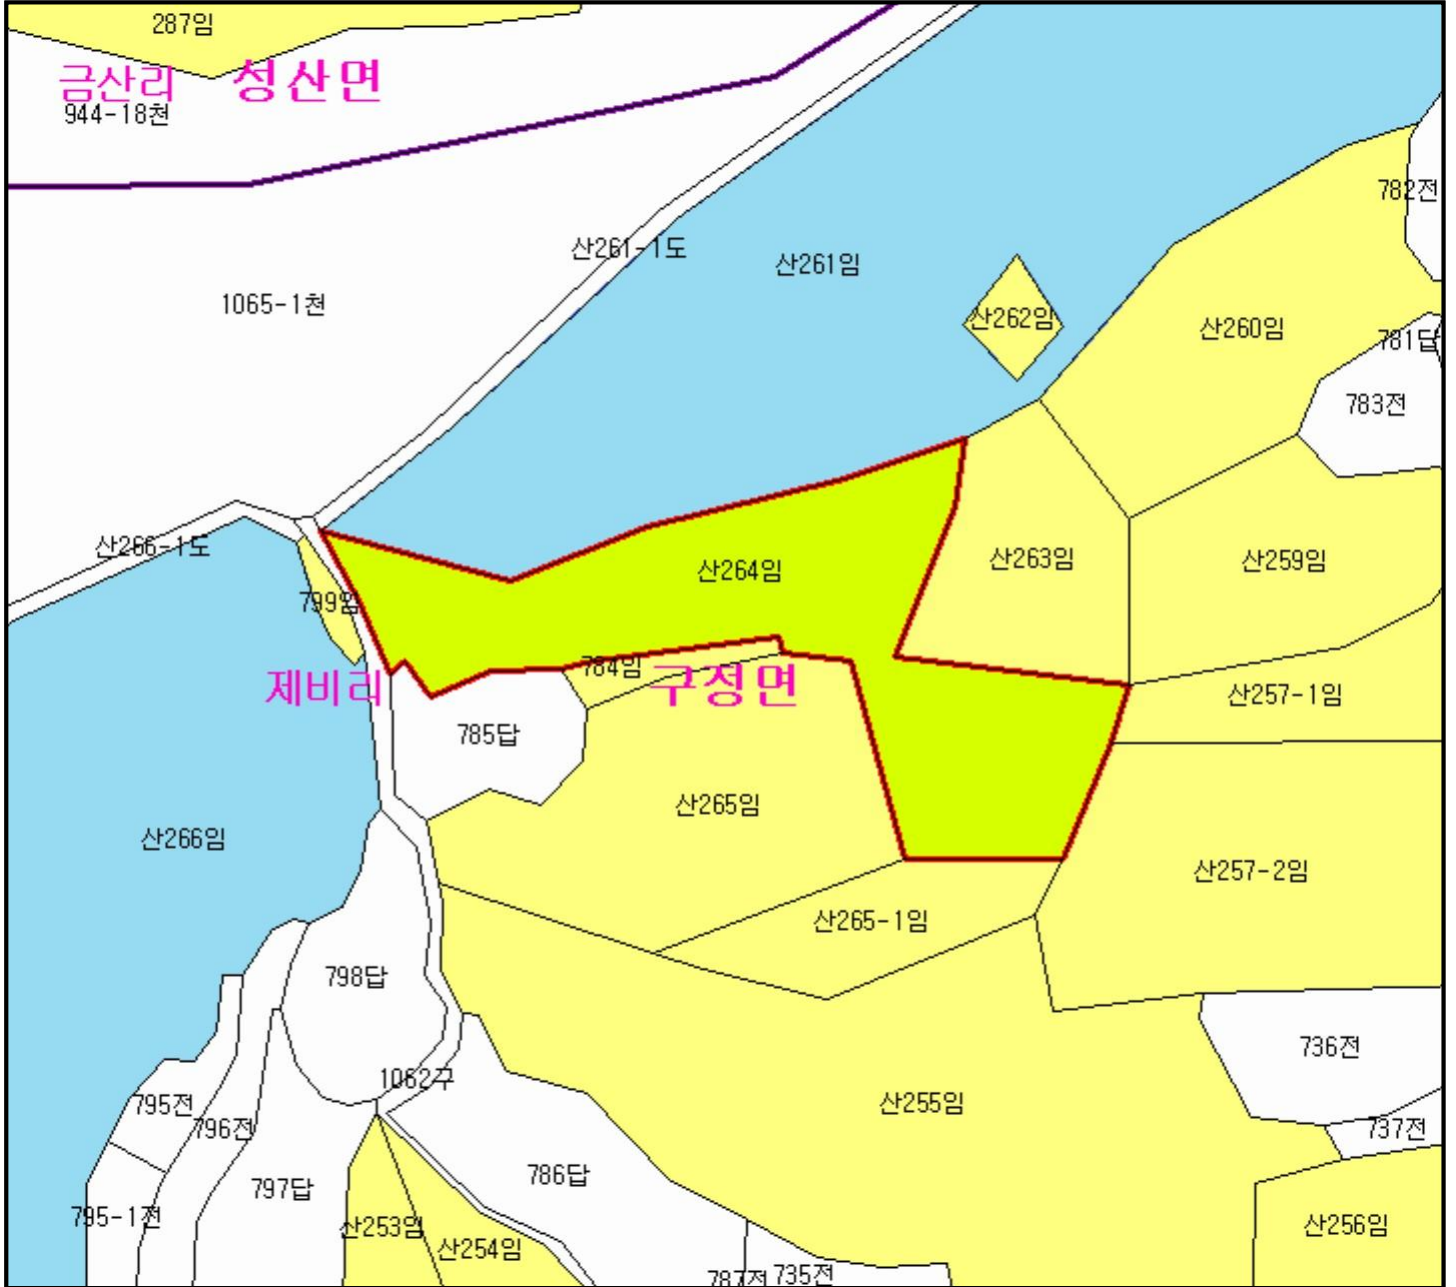 287임
금산리 성산면
944-18천
782전
산261-1도
산261임
1065-1천
산262임
산260임
781답
783전
산266-1도
산264임
산263임
산259임
799임
784임
제비리
구정면
산257-1임
785답
산265임
산266임
산257-2임
산265-1임
798답
736전
1062구
795전
산255임
796전
737전
786답
797답
795-1전
산253임
산254임
산256임
787전
735전